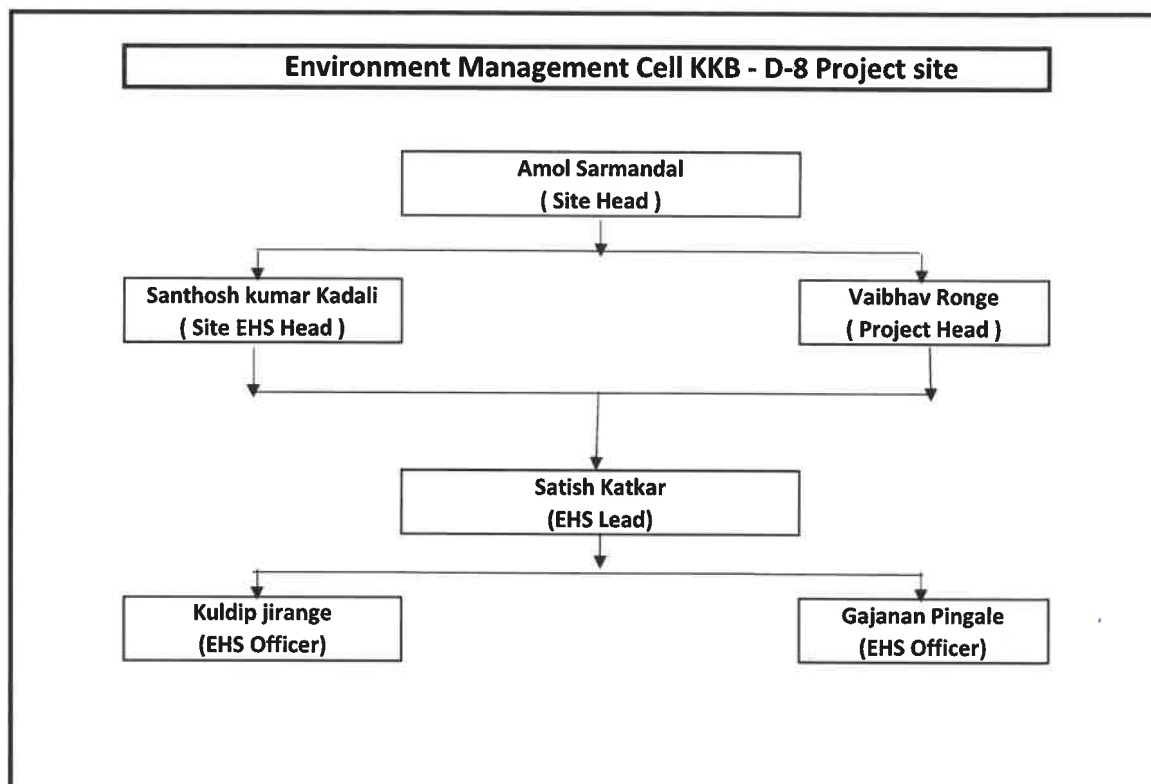 Environment Management Cell KKB - D-8 Project site
Amol Sarmandal
( Site Head )
Santhosh kumar Kadali
( Site EHS Head )
Vaibhav Ronge
( Project Head )
Satish Katkar
(EHS Lead)
Kuldip jirange
(EHS Officer)
Gajanan Pingale
(EHS Officer)